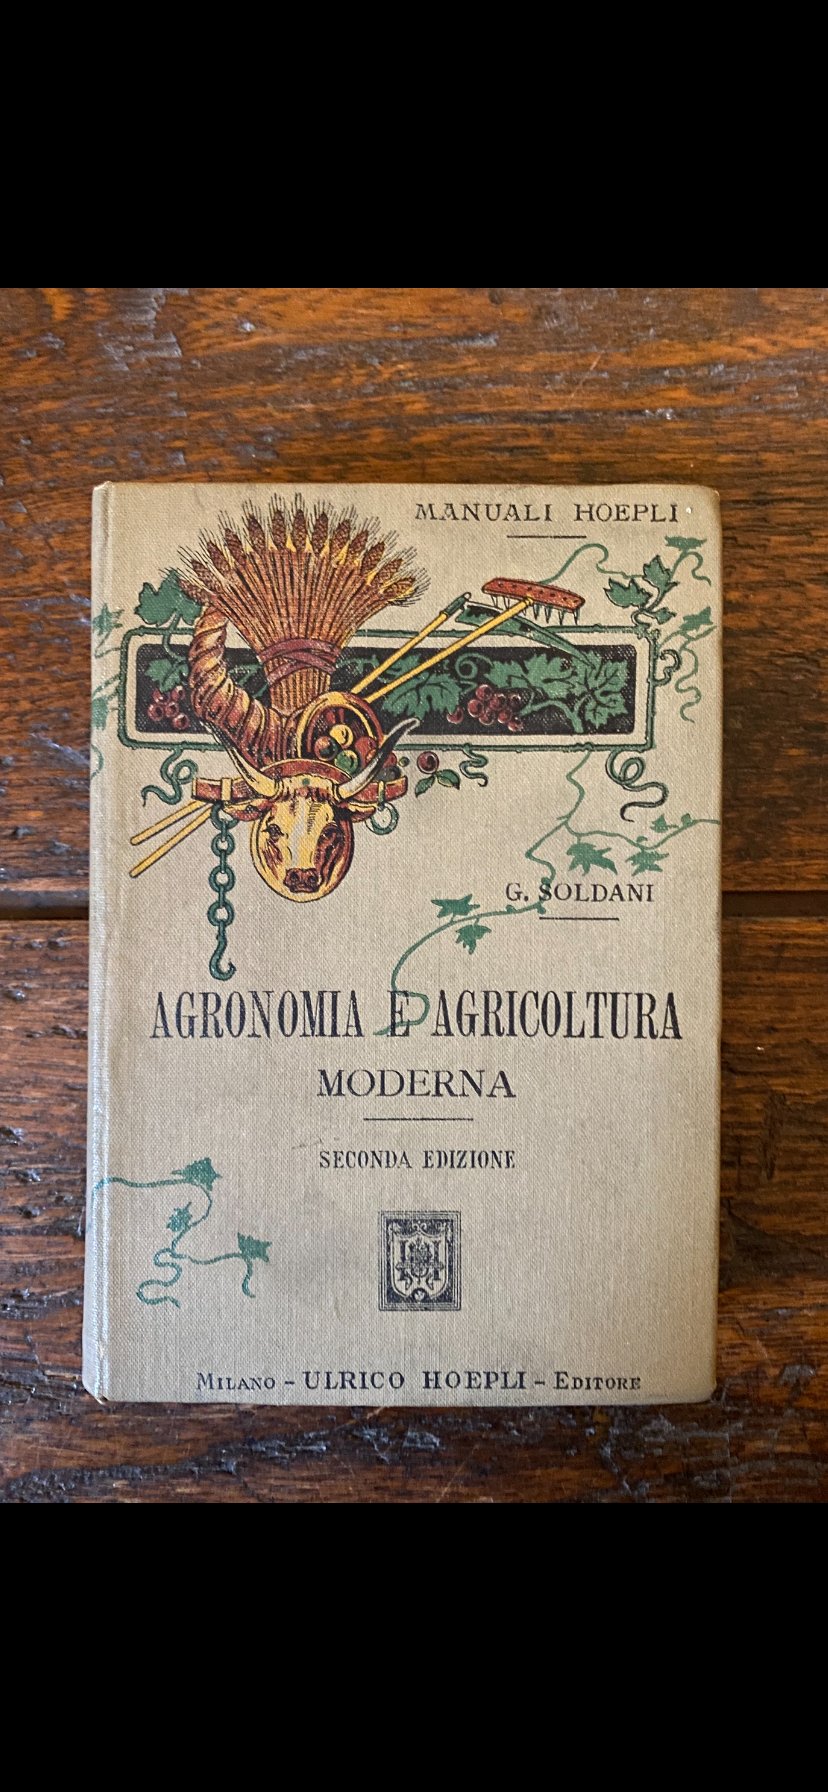 MANUALI HOEPLI
G. SOLDANI
AGRONOMIA E AGRICOLTURA
MODERNA
SECONDA EDIZIONE
MILANO - ULRICO HOEPLI - EDITORE